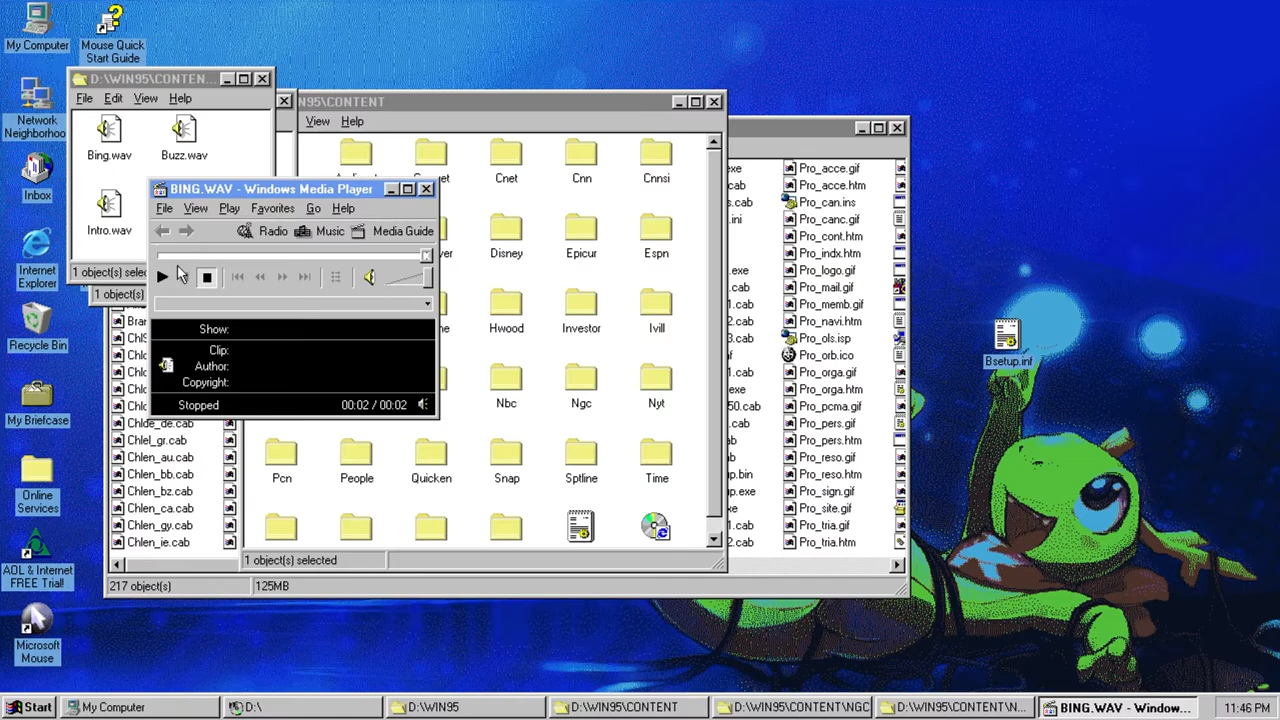 My Computer
Mouse Quick
Start Guide
Network
Neighborhoo
Inbox
Internet
Explorer
Recycle Bin
My Briefcase
Online
Services
AOL & Internet
FREE Trial!
Microsoft
Mouse
D:\WIN95\CONTEN...
File Edit View Help
Bing.wav Buzz.wav
Intro.wav
1 object(s) selec
1 object(s)
BING.WAV - Windows Media Player
File View Play Favorites Go Help
Radio Music Media Guide
Show:
Clip:
Author:
Copyright:
Stopped 00:02 / 00:02
N95\CONTENT
View Help
Cnet Cnn Cnnsi
Disney Epicur Espn
Hwood Investor Ivill
Nbc Ngc Nyt
Pcn People Quicken Snap Sptline Time
1 object(s) selected
Chlde_de.cab
Chlel_gr.cab
Chlen_au.cab
Chlen_bb.cab
Chlen_bz.cab
Chlen_ca.cab
Chlen_gy.cab
Chlen_ie.cab
Pro_acce.gif
Pro_acce.htm
Pro_can.ins
Pro_canc.gif
Pro_cont.htm
Pro_indx.htm
Pro_logo.gif
Pro_mail.gif
Pro_memb.gif
Pro_navi.htm
Pro_ols.isp
Pro_orb.ico
Pro_orga.gif
Pro_orga.htm
Pro_pcma.gif
Pro_pers.gif
Pro_pers.htm
Pro_reso.gif
Pro_reso.htm
Pro_sign.gif
Pro_site.gif
Pro_tria.gif
Pro_tria.htm
217 object(s) 125MB
Bsetup.inf
Start My Computer D:\ D:\WIN95 D:\WIN95\CONTENT D:\WIN95\CONTENT\NGC D:\WIN95\CONTENT\N... BING.WAV - Window... 11:46 PM